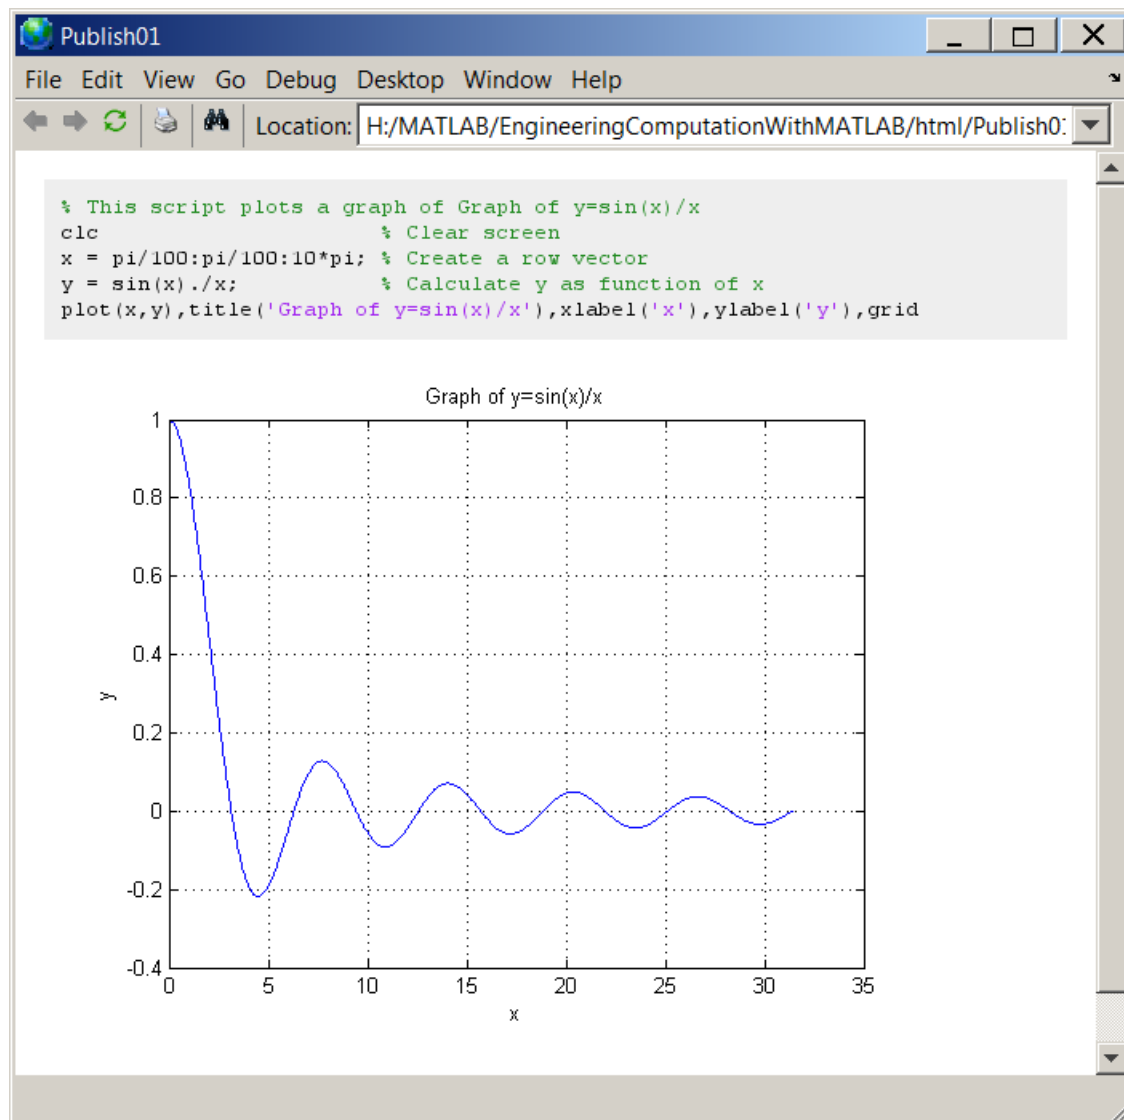 Publish01
File Edit View Go Debug Desktop Window Help
Location: H:/MATLAB/EngineeringComputationWithMATLAB/html/Publish01
% This script plots a graph of Graph of y=sin(x)/x
clc % Clear screen
x = pi/100:pi/100:10*pi; % Create a row vector
y = sin(x)./x; % Calculate y as function of x
plot(x,y),title('Graph of y=sin(x)/x'),xlabel('x'),ylabel('y'),grid
Graph of y=sin(x)/x
1
0.8
0.6
0.4
y
0.2
0
-0.2
-0.4
0 5 10 15 20 25 30 35
x